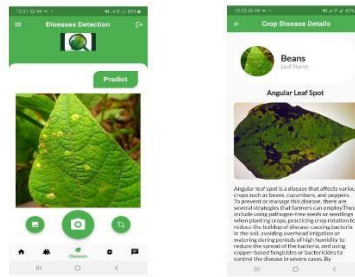 Diseases Detection
Predict
Diseases
Crop Disease Details
Beans
Leaf Name
Angular Leaf Spot
Angular leaf spot is a disease that affects variou
crops such as beans, cucumbers, and peppers.
To prevent or manage this disease, there are
several strategies that farmers can employ.These
include using pathogen-free seeds or seedlings
when planting crops, practicing crop rotation to
reduce the buildup of disease-causing bacteria
in the soil, avoiding overhead irrigation or
watering during periods of high humidity to
reduce the spread of the bacteria, and using
copper-based fungicides or bactericides to
control the disease in severe cases. By